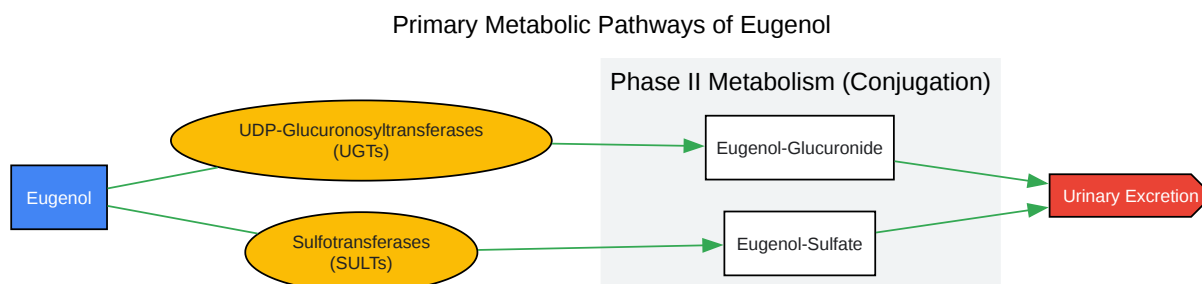 Primary Metabolic Pathways of Eugenol
Phase II Metabolism (Conjugation)
UDP-Glucuronosyltransferases
(UGTs)
Eugenol-Glucuronide
Eugenol
Urinary Excretion
Sulfotransferases
(SULTs)
Eugenol-Sulfate